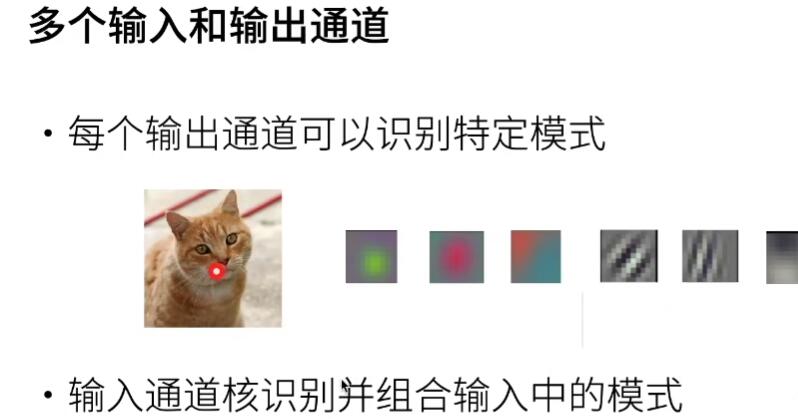 多个输入和输出通道
• 每个输出通道可以识别特定模式
• 输入通道核识别并组合输入中的模式